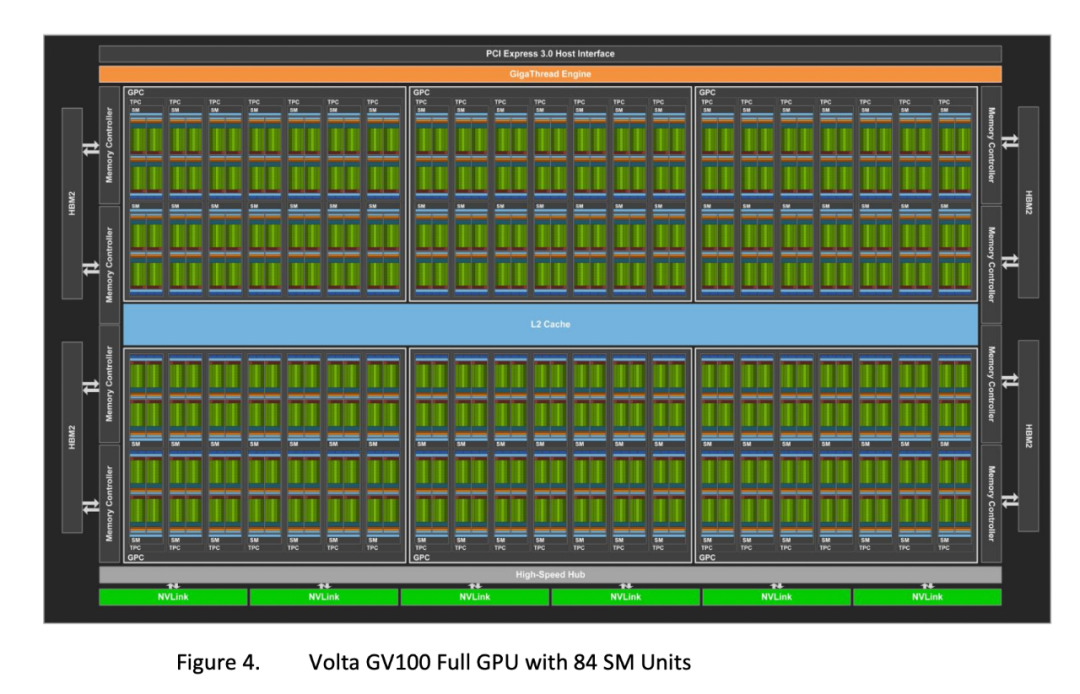 PCI Express 3.0 Host Interface
GigaThread Engine
GPC GPC GPC
TPC TPC TPC TPC TPC TPC TPC TPC TPC TPC TPC TPC TPC TPC TPC TPC TPC TPC TPC TPC TPC
SM SM SM SM SM SM SM SM SM SM SM SM SM SM SM SM SM SM SM SM SM
Memory Controller
Memory Controller
HBM2
HBM2
SM SM SM SM SM SM SM SM SM SM SM SM SM SM SM SM SM SM SM SM SM
Memory Controller
Memory Controller
L2 Cache
Memory Controller
Memory Controller
HBM2
HBM2
SM SM SM SM SM SM SM SM SM SM SM SM SM SM SM SM SM SM SM SM SM
Memory Controller
Memory Controller
SM SM SM SM SM SM SM SM SM SM SM SM SM SM SM SM SM SM SM SM SM
TPC TPC TPC TPC TPC TPC TPC TPC TPC TPC TPC TPC TPC TPC TPC TPC TPC TPC TPC TPC TPC
GPC GPC GPC
High-Speed Hub
NVLink NVLink NVLink NVLink NVLink NVLink
Figure 4. Volta GV100 Full GPU with 84 SM Units